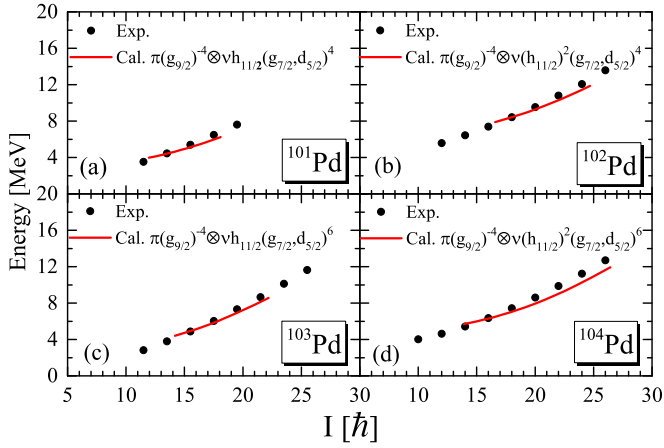 Energy [MeV]
20
16
12
8
4
20
16
12
8
4
0
Exp.
Cal. π(g9/2)-4⊗νh11/2(g7/2,d5/2)4
(a)
101Pd
Exp.
Cal. π(g9/2)-4⊗ν(h11/2)2(g7/2,d5/2)4
(b)
102Pd
Exp.
Cal. π(g9/2)-4⊗νh11/2(g7/2,d5/2)6
(c)
103Pd
Exp.
Cal. π(g9/2)-4⊗ν(h11/2)2(g7/2,d5/2)6
(d)
104Pd
5 10 15 20 25 30 5 10 15 20 25 30
I [ħ]